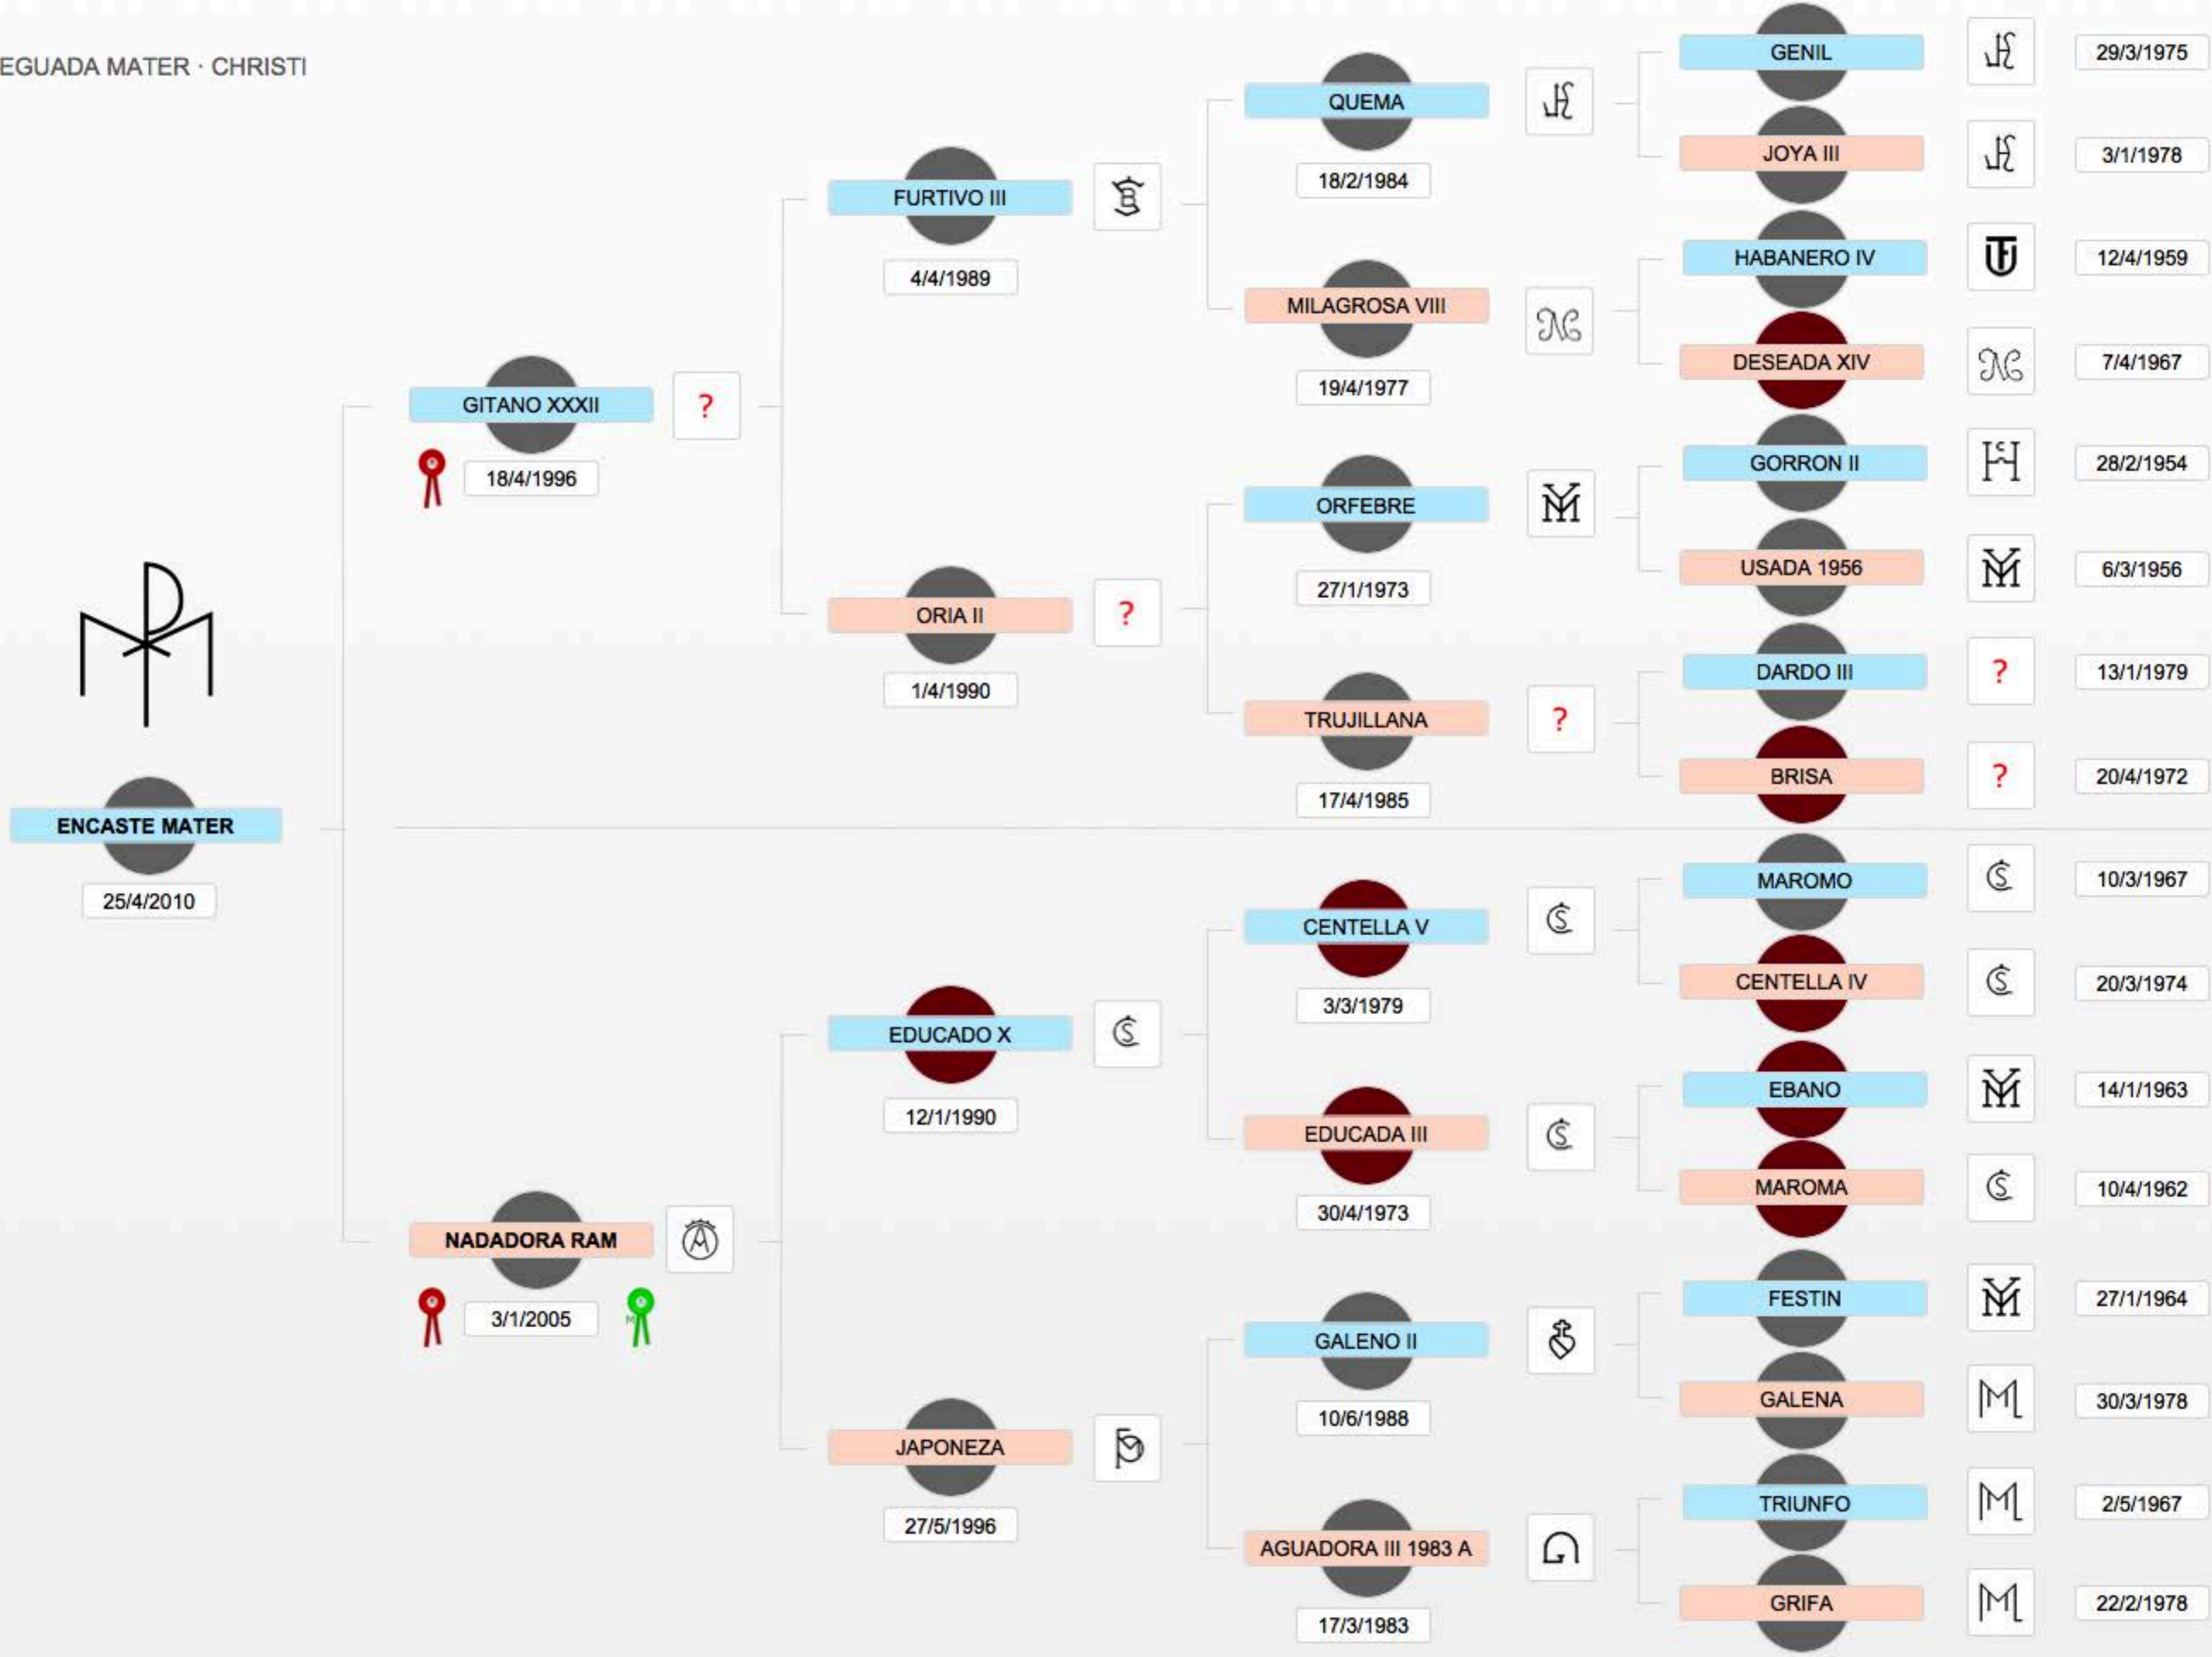 EGUADA MATER · CHRISTI
ENCASTE MATER
25/4/2010
GITANO XXXII
?
18/4/1996
NADADORA RAM
3/1/2005
FURTIVO III
4/4/1989
ORIA II
?
1/4/1990
EDUCADO X
12/1/1990
JAPONEZA
27/5/1996
QUEMA
18/2/1984
MILAGROSA VIII
19/4/1977
ORFEBRE
27/1/1973
TRUJILLANA
?
17/4/1985
CENTELLA V
3/3/1979
EDUCADA III
30/4/1973
GALENO II
10/6/1988
AGUADORA III 1983 A
17/3/1983
GENIL 29/3/1975
JOYA III 3/1/1978
HABANERO IV 12/4/1959
DESEADA XIV 7/4/1967
GORRON II 28/2/1954
USADA 1956 6/3/1956
DARDO III ? 13/1/1979
BRISA ? 20/4/1972
MAROMO 10/3/1967
CENTELLA IV 20/3/1974
EBANO 14/1/1963
MAROMA 10/4/1962
FESTIN 27/1/1964
GALENA 30/3/1978
TRIUNFO 2/5/1967
GRIFA 22/2/1978